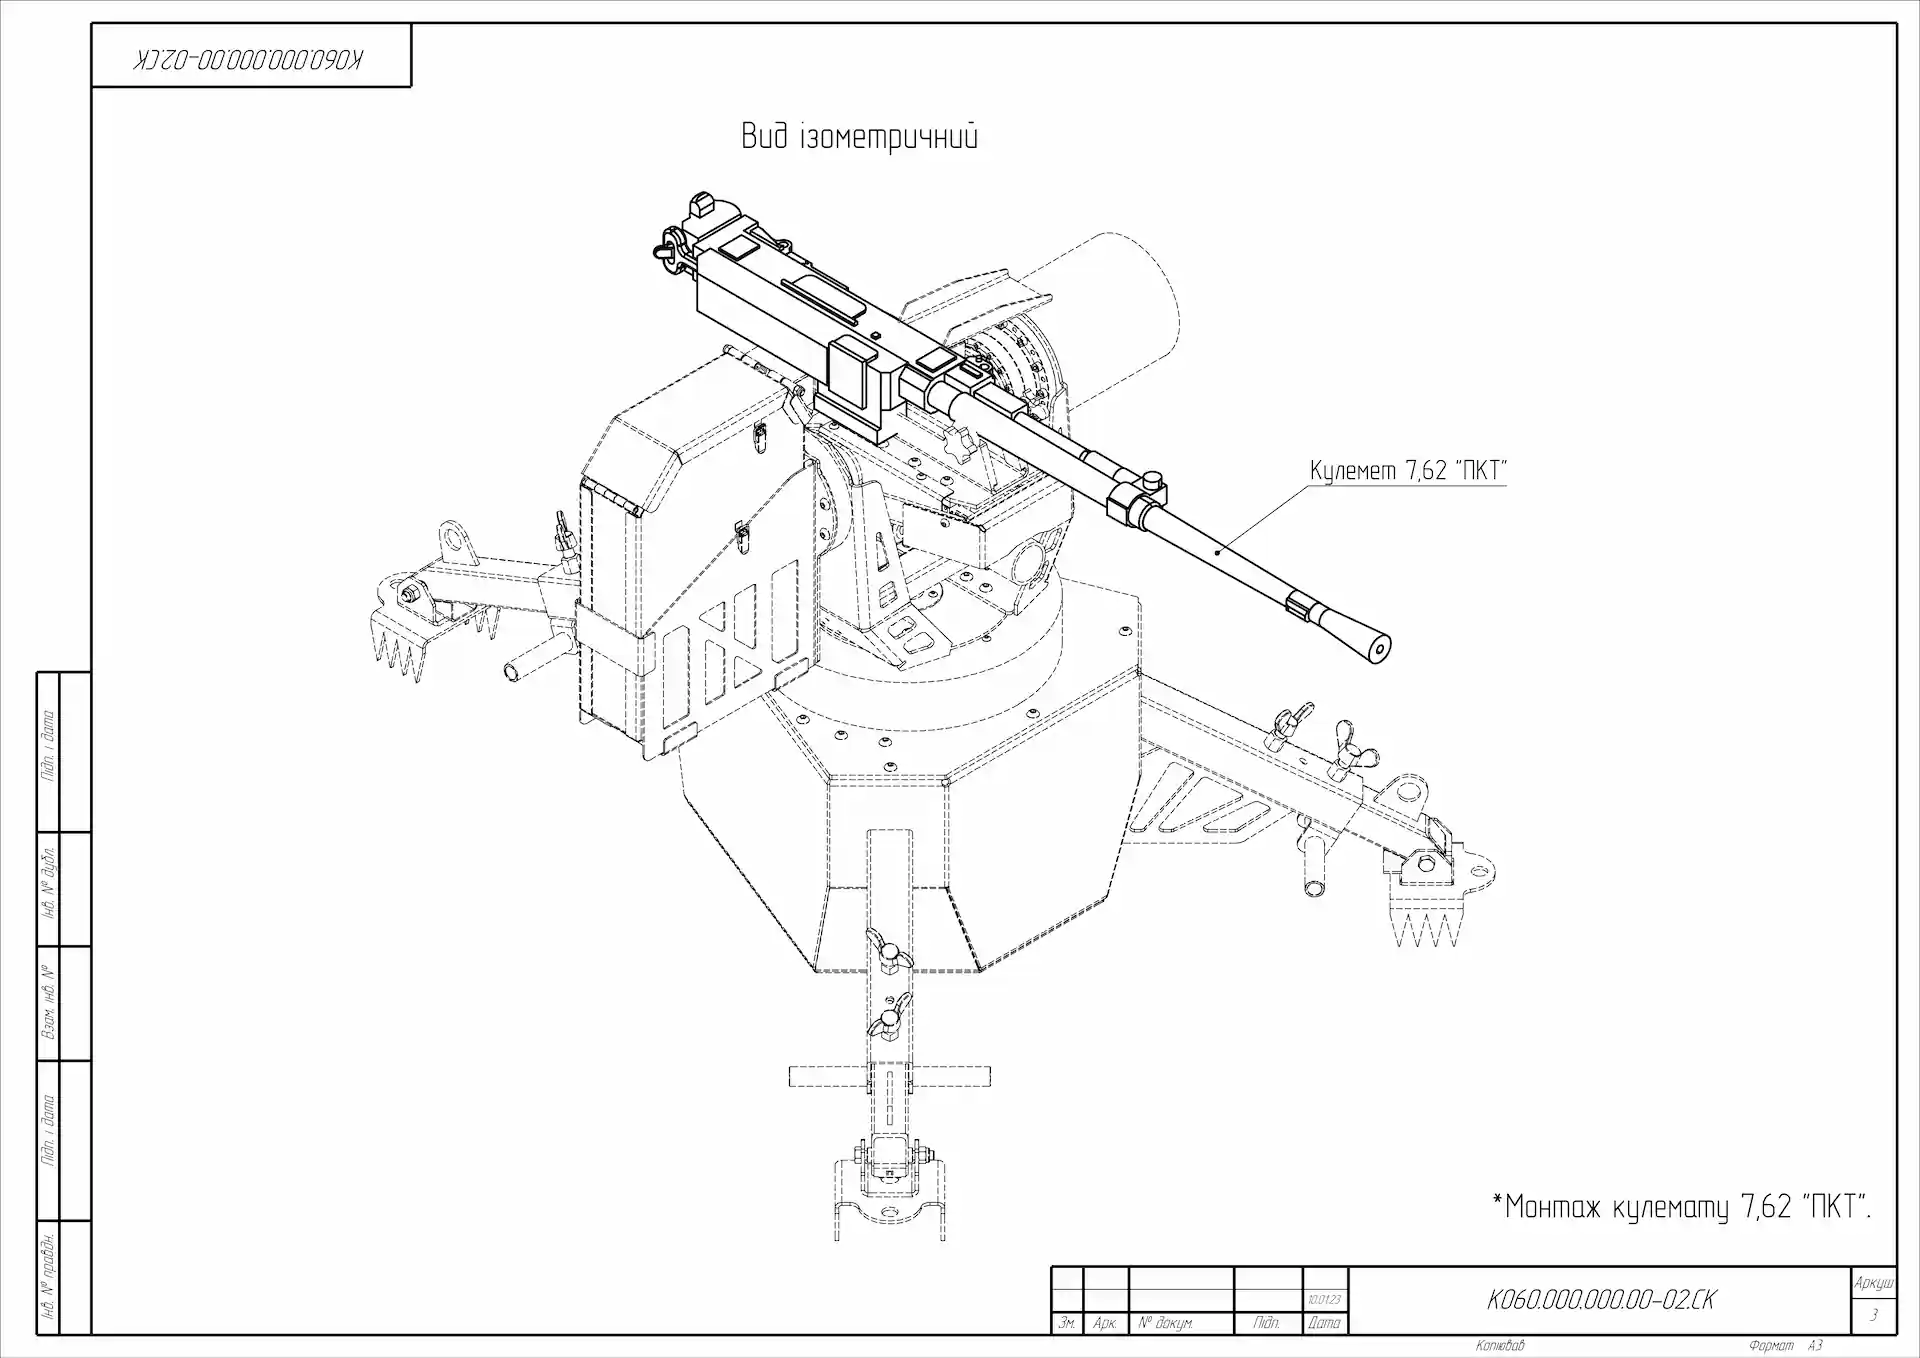 К060.000.000.00-02.СК
Вид ізометричний
Кулемет 7,62 "ПКТ"
*Монтаж кулемату 7,62 "ПКТ".
Підп. і дата
Інв. № дубл.
Взам. інв. №
Підп. і дата
Інв. № правдн.
10.01.23
Зм. Арк. № докум. Підп. Дата
К060.000.000.00-02.СК
Аркуш
3
Копіював Формат А3